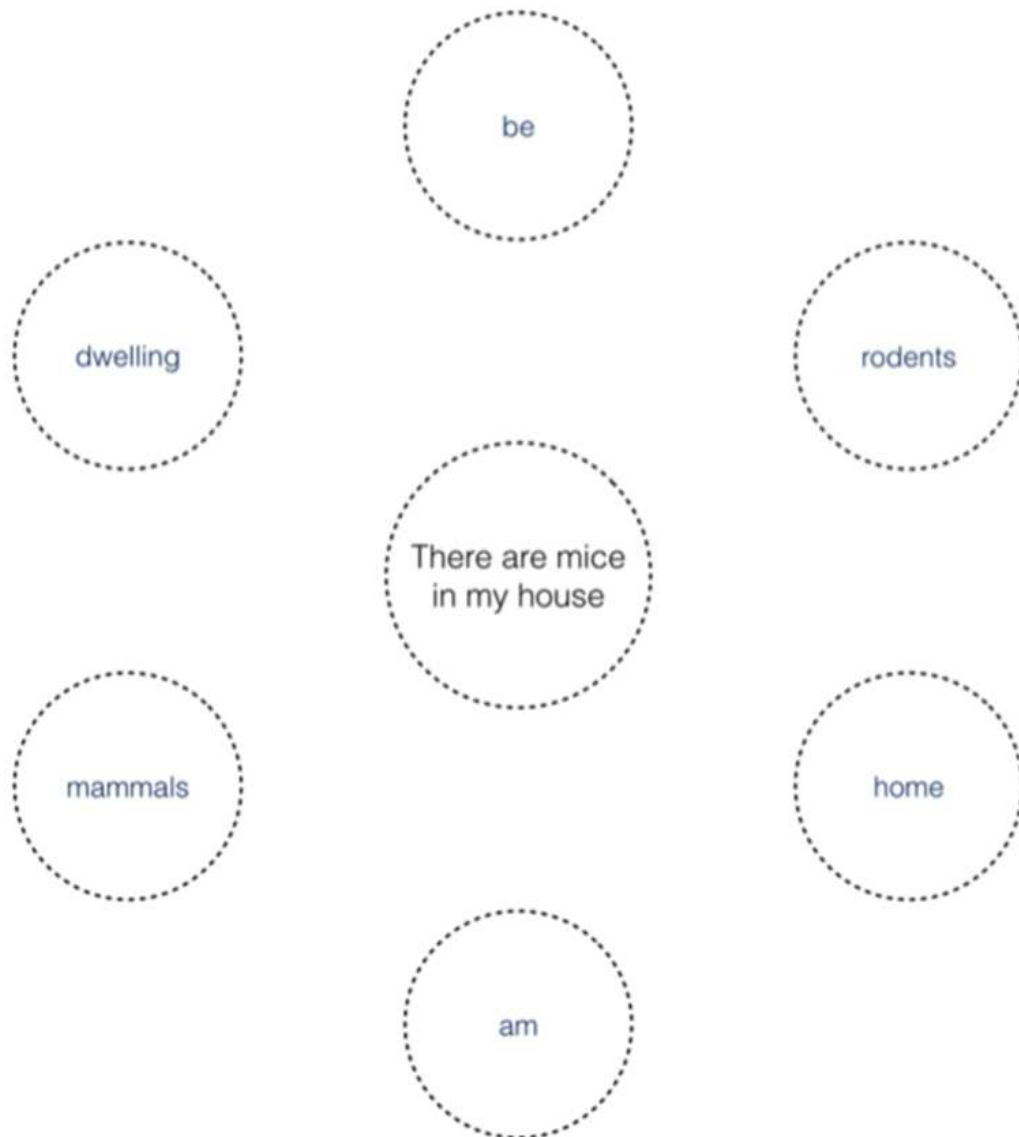 be
dwelling
rodents
There are mice
in my house
mammals
home
am